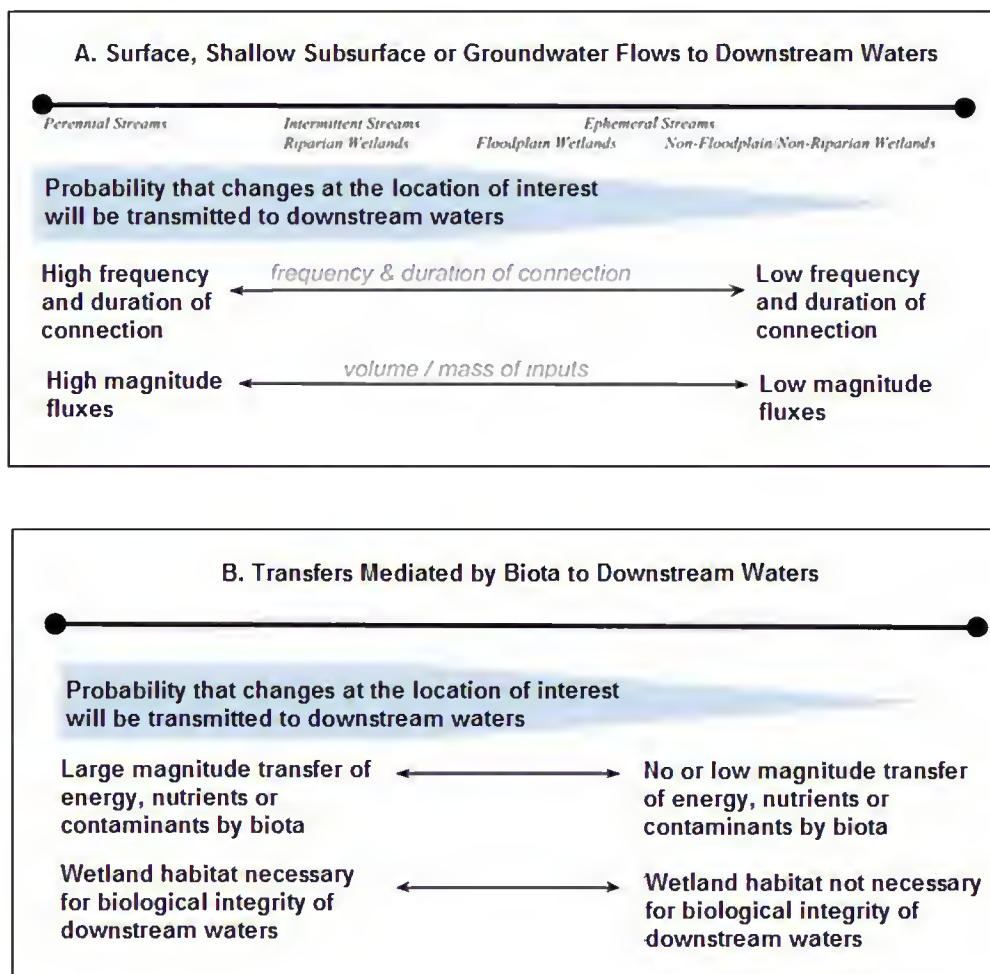 A. Surface, Shallow Subsurface or Groundwater Flows to Downstream Waters
Perennial Streams
Intermittent Streams
Ephemeral Streams
Riparian Wetlands
Floodplain Wetlands
Non-Floodplain/Non-Riparian Wetlands
Probability that changes at the location of interest
will be transmitted to downstream waters
High frequency
and duration of
connection
frequency & duration of connection
Low frequency
and duration of
connection
High magnitude
fluxes
volume / mass of inputs
Low magnitude
fluxes
B. Transfers Mediated by Biota to Downstream Waters
Probability that changes at the location of interest
will be transmitted to downstream waters
Large magnitude transfer of
energy, nutrients or
contaminants by biota
No or low magnitude transfer
of energy, nutrients or
contaminants by biota
Wetland habitat necessary
for biological integrity of
downstream waters
Wetland habitat not necessary
for biological integrity of
downstream waters